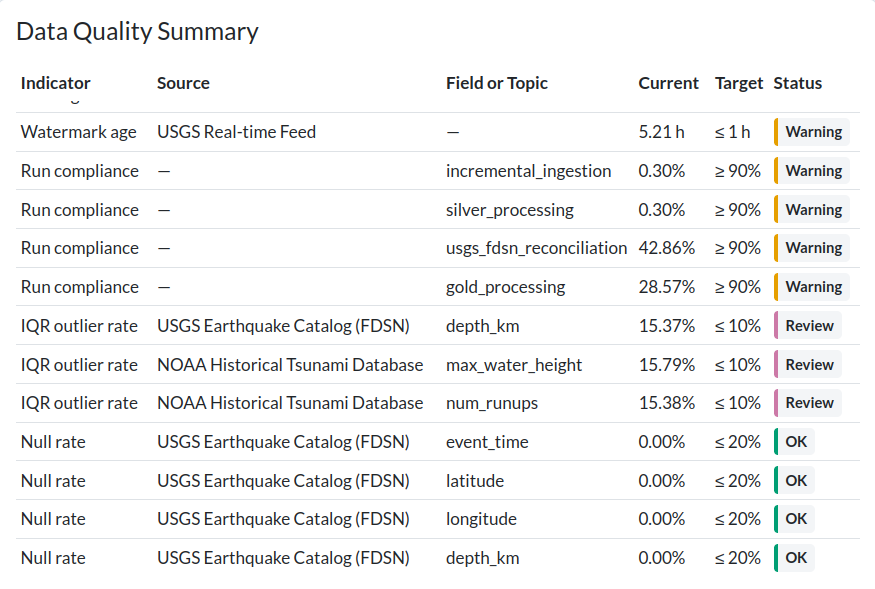 Data Quality Summary
Indicator Source Field or Topic Current Target Status
Watermark age USGS Real-time Feed — 5.21 h ≤ 1 h Warning
Run compliance — incremental_ingestion 0.30% ≥ 90% Warning
Run compliance — silver_processing 0.30% ≥ 90% Warning
Run compliance — usgs_fdsn_reconciliation 42.86% ≥ 90% Warning
Run compliance — gold_processing 28.57% ≥ 90% Warning
IQR outlier rate USGS Earthquake Catalog (FDSN) depth_km 15.37% ≤ 10% Review
IQR outlier rate NOAA Historical Tsunami Database max_water_height 15.79% ≤ 10% Review
IQR outlier rate NOAA Historical Tsunami Database num_runups 15.38% ≤ 10% Review
Null rate USGS Earthquake Catalog (FDSN) event_time 0.00% ≤ 20% OK
Null rate USGS Earthquake Catalog (FDSN) latitude 0.00% ≤ 20% OK
Null rate USGS Earthquake Catalog (FDSN) longitude 0.00% ≤ 20% OK
Null rate USGS Earthquake Catalog (FDSN) depth_km 0.00% ≤ 20% OK